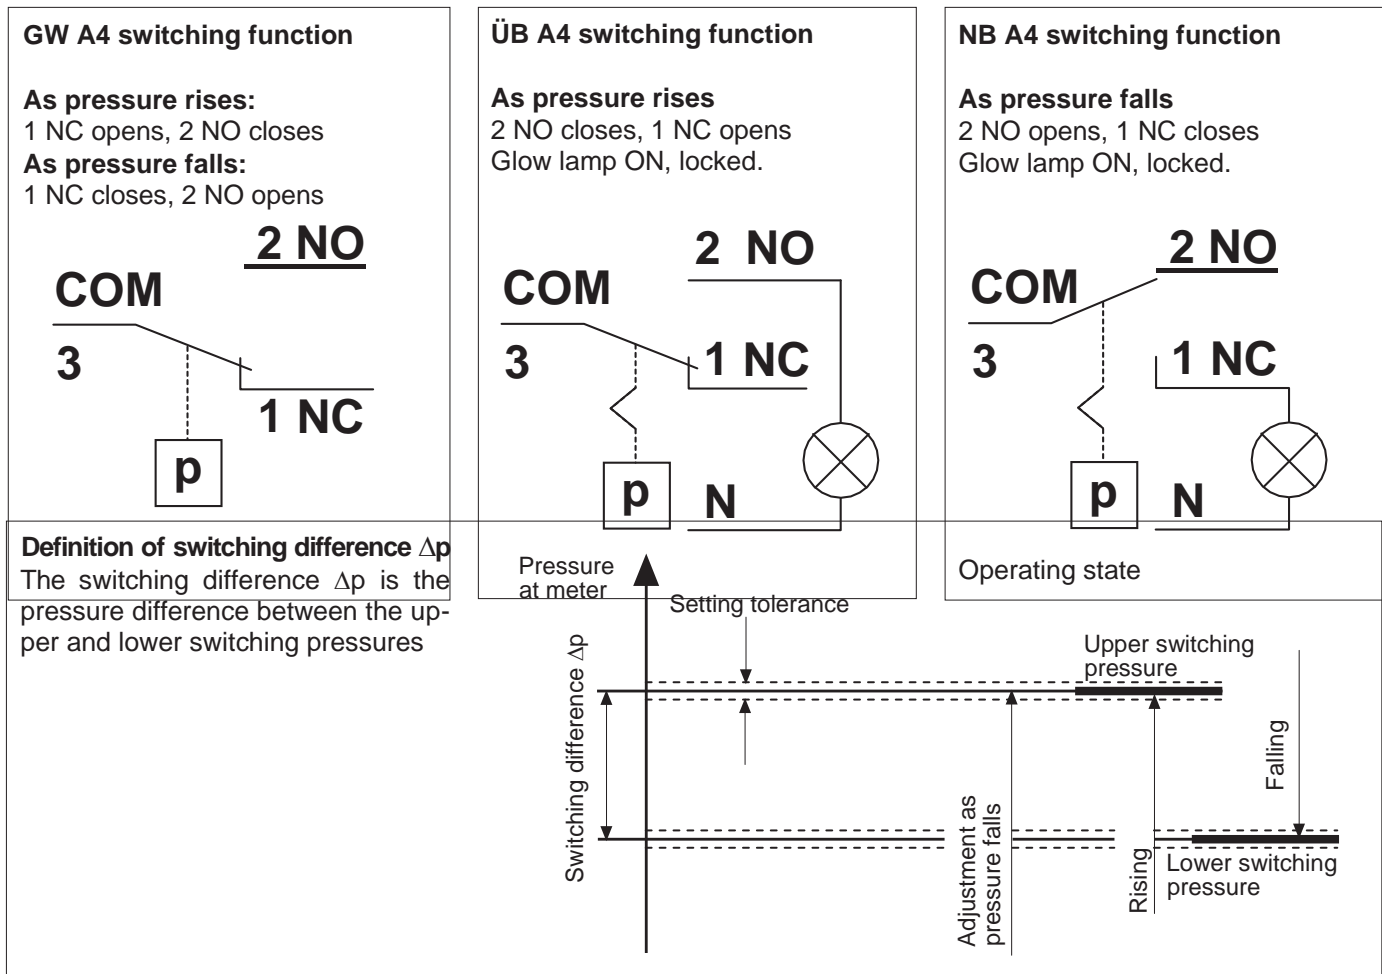 GW A4 switching function
As pressure rises:
1 NC opens, 2 NO closes
As pressure falls:
1 NC closes, 2 NO opens
2 NO
COM
3
1 NC
p
ÜB A4 switching function
As pressure rises
2 NO closes, 1 NC opens
Glow lamp ON, locked.
2 NO
COM
3
1 NC
p
N
NB A4 switching function
As pressure falls
2 NO opens, 1 NC closes
Glow lamp ON, locked.
2 NO
COM
3
1 NC
p
N
Operating state
Definition of switching difference Δp
The switching difference Δp is the
pressure difference between the up-
per and lower switching pressures
Pressure
at meter
Setting tolerance
Switching difference Δp
Upper switching
pressure
Adjustment as
pressure falls
Rising
Falling
Lower switching
pressure